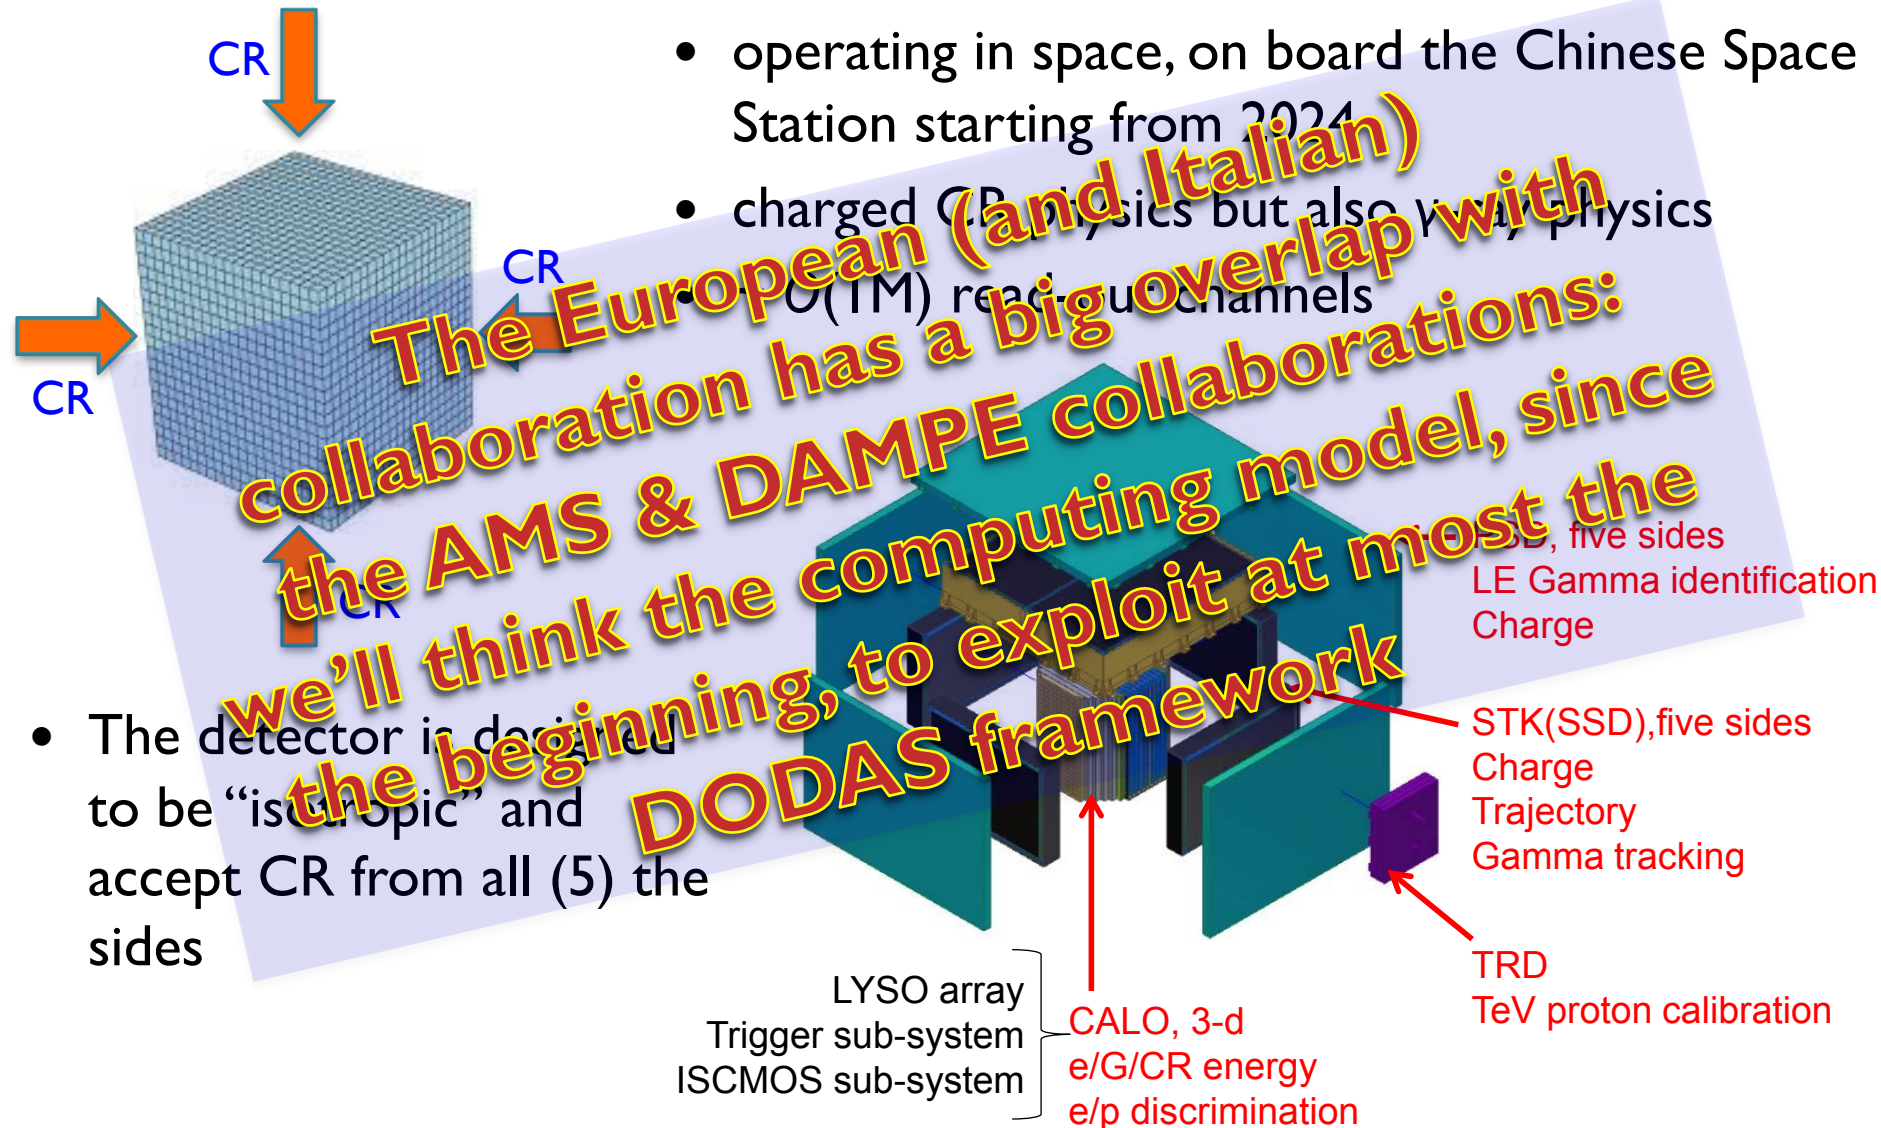 CR
CR
CR
CR
• operating in space, on board the Chinese Space
Station starting from 2024
• charged CR physics but also γ-ray physics
• O(1M) read-out channels
The European (and Italian)
collaboration has a big overlap with
the AMS & DAMPE collaborations:
we’ll think the computing model, since
the beginning, to exploit at most the
DODAS framework
• The detector is designed
to be “isotropic” and
accept CR from all (5) the
sides
PSD, five sides
LE Gamma identification
Charge
STK(SSD),five sides
Charge
Trajectory
Gamma tracking
TRD
TeV proton calibration
LYSO array
Trigger sub-system
ISCMOS sub-system
CALO, 3-d
e/G/CR energy
e/p discrimination